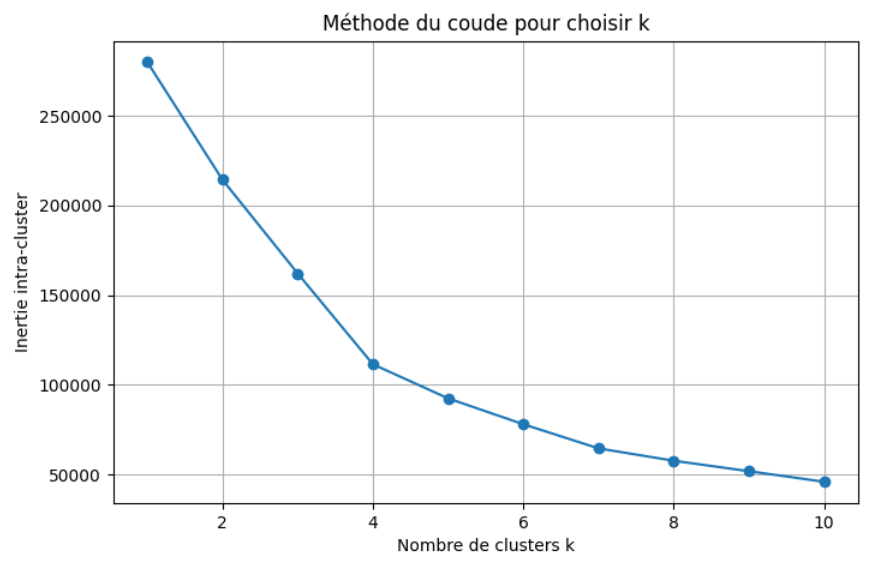 Méthode du coude pour choisir k
250000
200000
150000
100000
50000
Inertie intra-cluster
2 4 6 8 10
Nombre de clusters k